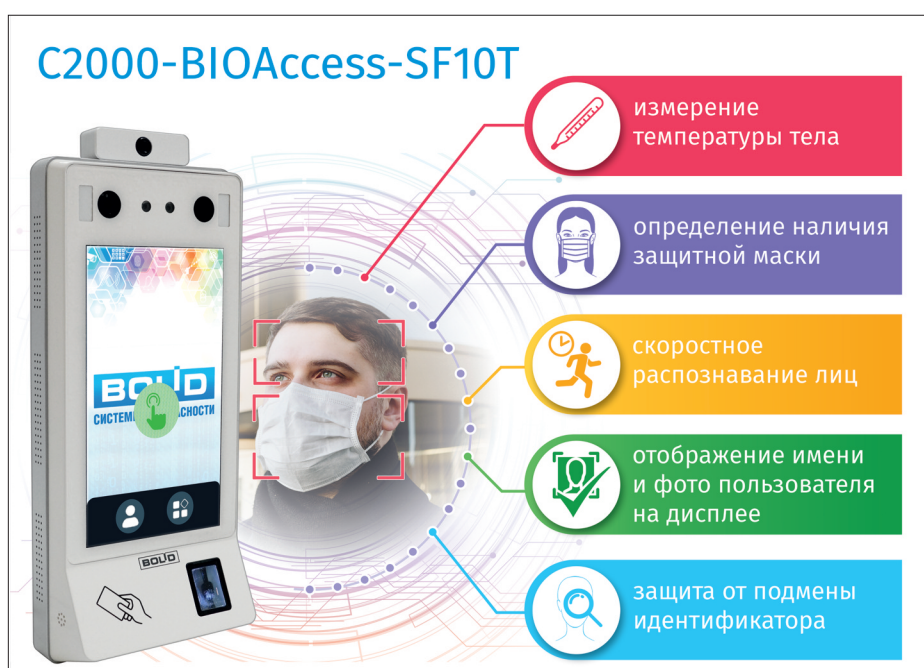 C2000-BIOAccess-SF10T
измерение
температуры тела
определение наличия
защитной маски
скоростное
распознавание лиц
отображение имени
и фото пользователя
на дисплее
защита от подмены
идентификатора
BOLID
BOLID